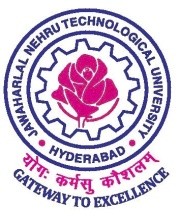 JAWAHARLAL NEHRU TECHNOLOGICAL UNIVERSITY
• HYDERABAD •
योगः कर्मसु कौशलम्
GATEWAY TO EXCELLENCE